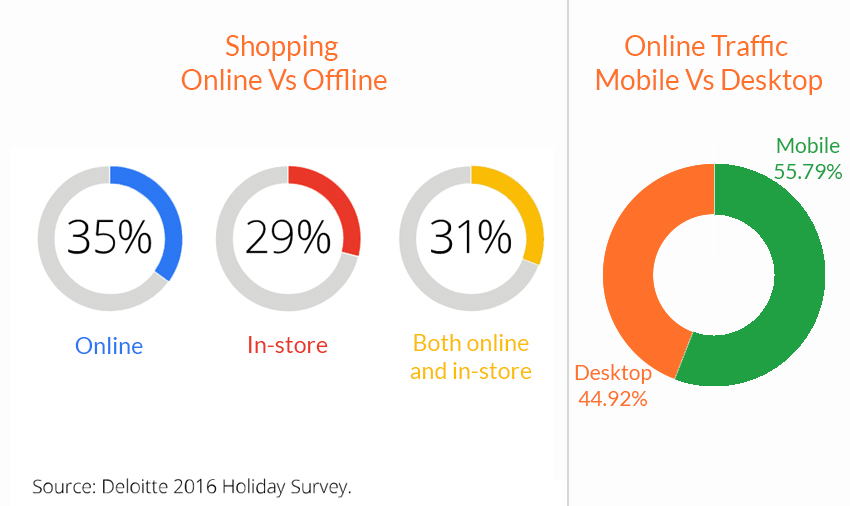 Shopping
Online Vs Offline
35%
29%
31%
Online
In-store
Both online
and in-store
Source: Deloitte 2016 Holiday Survey.
Online Traffic
Mobile Vs Desktop
Mobile
55.79%
Desktop
44.92%